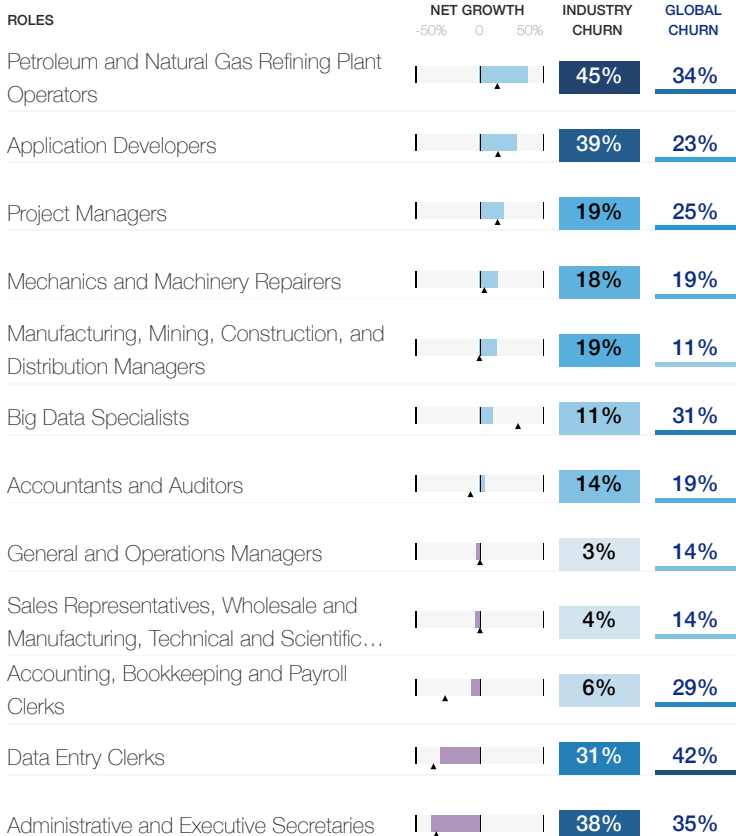 ROLES
NET GROWTH
-50% 0 50%
INDUSTRY
CHURN
GLOBAL
CHURN
Petroleum and Natural Gas Refining Plant
Operators
45% 34%
Application Developers 39% 23%
Project Managers 19% 25%
Mechanics and Machinery Repairers 18% 19%
Manufacturing, Mining, Construction, and
Distribution Managers
19% 11%
Big Data Specialists 11% 31%
Accountants and Auditors 14% 19%
General and Operations Managers 3% 14%
Sales Representatives, Wholesale and
Manufacturing, Technical and Scientific...
4% 14%
Accounting, Bookkeeping and Payroll
Clerks
6% 29%
Data Entry Clerks 31% 42%
Administrative and Executive Secretaries 38% 35%